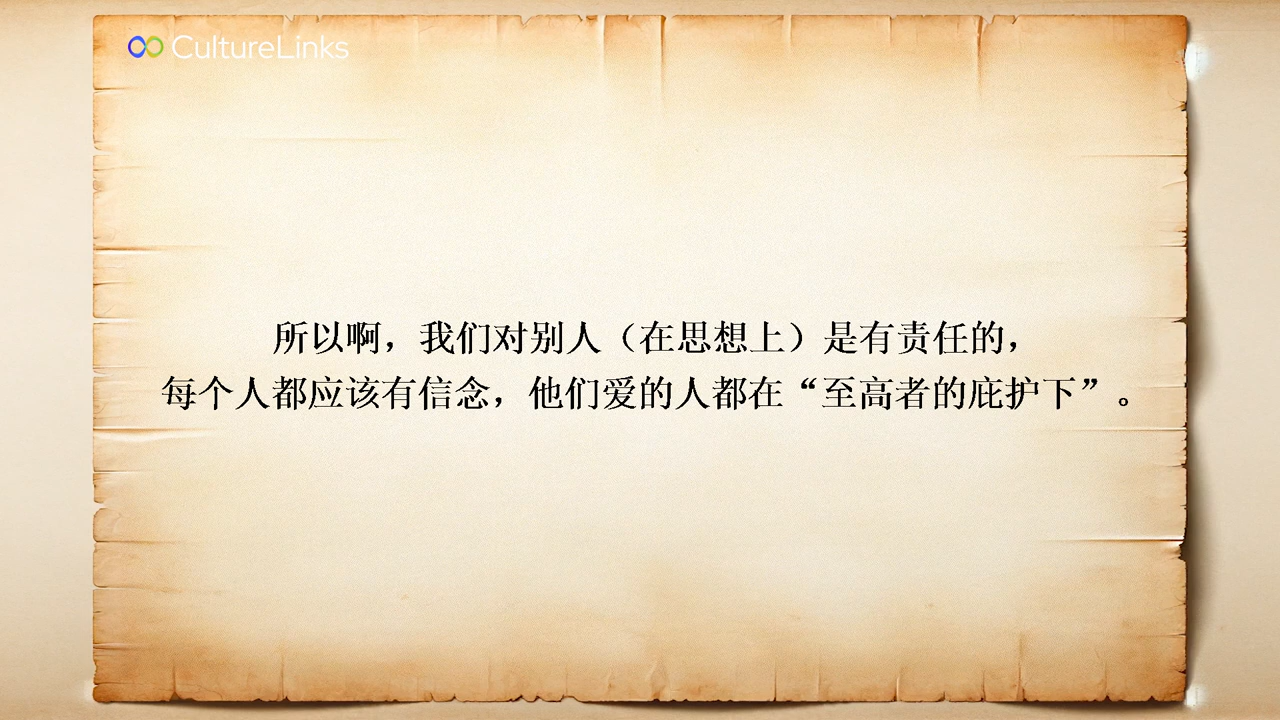 CultureLinks
所以啊，我们对别人（在思想上）是有责任的，
每个人都应该有信念，他们爱的人都在“至高者的庇护下”。